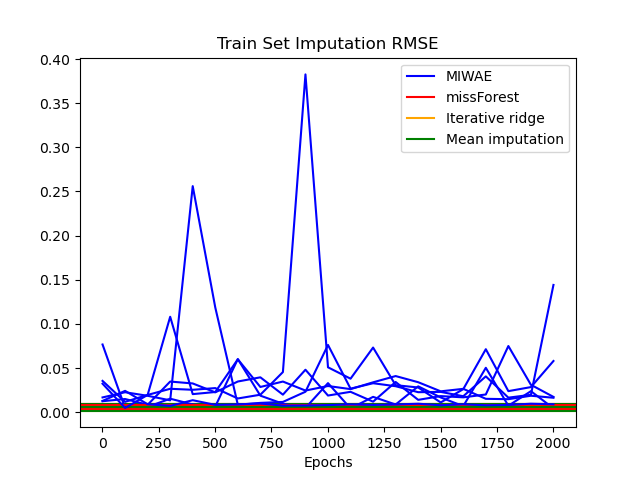 Train Set Imputation RMSE
0.40
0.35
0.30
0.25
0.20
0.15
0.10
0.05
0.00
MIWAE
missForest
Iterative ridge
Mean imputation
0 250 500 750 1000 1250 1500 1750 2000
Epochs